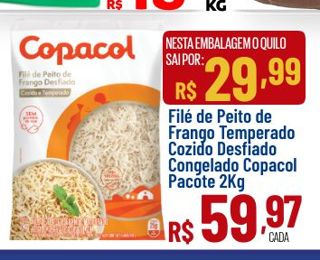 R$
KG
Copacol
Filé de Peito de
Frango Desfiado
Cozido e Temperado
NESTA EMBALAGEM O QUILO
SAI POR:
R$ 29,99
Filé de Peito de
Frango Temperado
Cozido Desfiado
Congelado Copacol
Pacote 2Kg
R$ 59,97
CADA